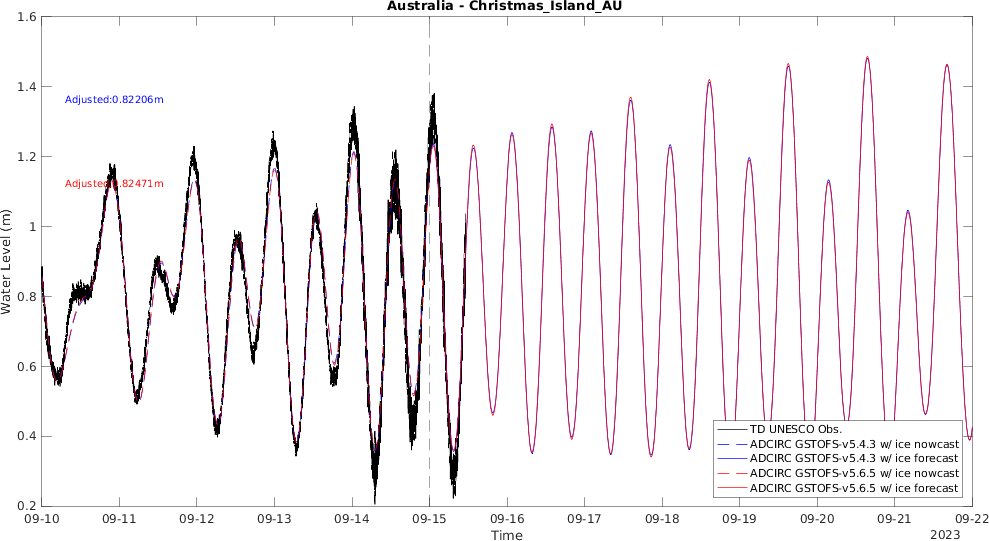 Australia - Christmas_Island_AU
1.6
1.4
1.2
1
0.8
0.6
0.4
0.2
Water Level (m)
Adjusted:0.82206m
Adjusted:0.82471m
TD UNESCO Obs.
ADCIRC GSTOFS-v5.4.3 w/ ice nowcast
ADCIRC GSTOFS-v5.4.3 w/ ice forecast
ADCIRC GSTOFS-v5.6.5 w/ ice nowcast
ADCIRC GSTOFS-v5.6.5 w/ ice forecast
09-10 09-11 09-12 09-13 09-14 09-15 09-16 09-17 09-18 09-19 09-20 09-21 09-22
Time
2023